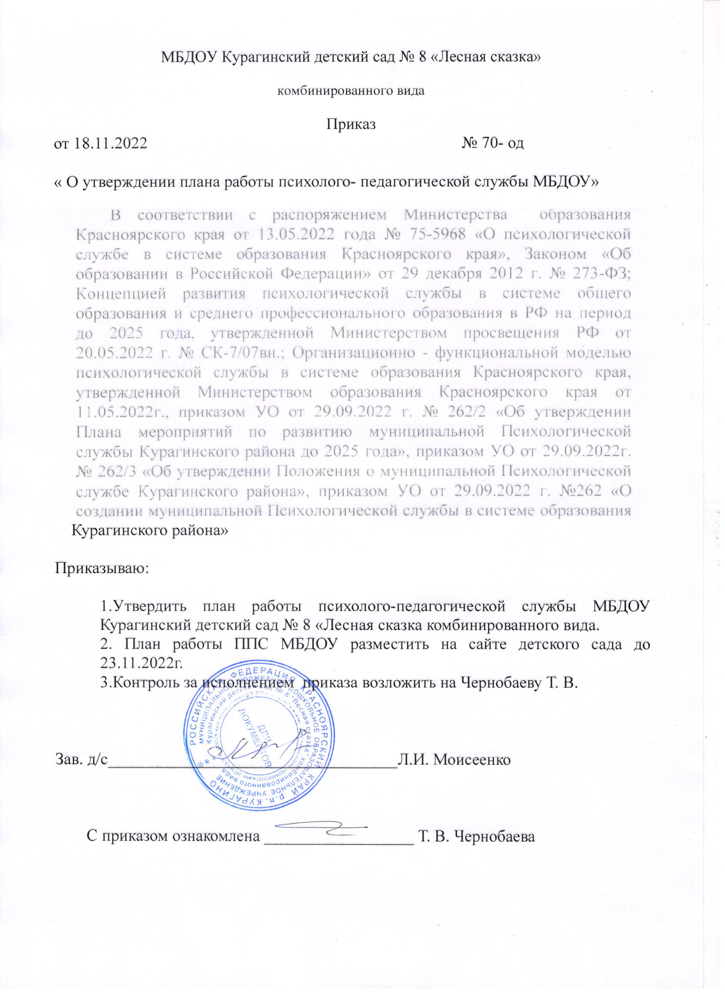 МБДОУ Курагинский детский сад № 8 «Лесная сказка»
комбинированного вида
Приказ
от 18.11.2022 № 70- од
« О утверждении плана работы психолого- педагогической службы МБДОУ»
В соответствии с распоряжением Министерства образования
Красноярского края от 13.05.2022 года № 75-5968 «О психологической
службе в системе образования Красноярского края», Законом «Об
образовании в Российской Федерации» от 29 декабря 2012 г. № 273-ФЗ;
Концепцией развития психологической службы в системе общего
образования и среднего профессионального образования в РФ на период
до 2025 года, утвержденной Министерством просвещения РФ от
20.05.2022 г. № СК-7/07вн.; Организационно - функциональной моделью
психологической службы в системе образования Красноярского края,
утвержденной Министерством образования Красноярского края от
11.05.2022г., приказом УО от 29.09.2022 г. № 262/2 «Об утверждении
Плана мероприятий по развитию муниципальной Психологической
службы Курагинского района до 2025 года», приказом УО от 29.09.2022г.
№ 262/3 «Об утверждении Положения о муниципальной Психологической
службе Курагинского района», приказом УО от 29.09.2022 г. №262 «О
создании муниципальной Психологической службы в системе образования
Курагинского района»
Приказываю:
1.Утвердить план работы психолого-педагогической службы МБДОУ
Курагинский детский сад № 8 «Лесная сказка комбинированного вида.
2. План работы ППС МБДОУ разместить на сайте детского сада до
23.11.2022г.
3.Контроль за исполнением приказа возложить на Чернобаеву Т. В.
РОССИЙСКАЯ ФЕДЕРАЦИЯ КРАСНОЯРСКИЙ КРАЙ р.п. КУРАГИНО
МУНИЦИПАЛЬНОЕ БЮДЖЕТНОЕ ДОШКОЛЬНОЕ ОБРАЗОВАТЕЛЬНОЕ УЧРЕЖДЕНИЕ
Курагинский детский сад № 8 "Лесная сказка" комбинированного вида
ДЛЯ
ДОКУМЕНТОВ
Зав. д/с Л.И. Моисеенко
С приказом ознакомлена Т. В. Чернобаева